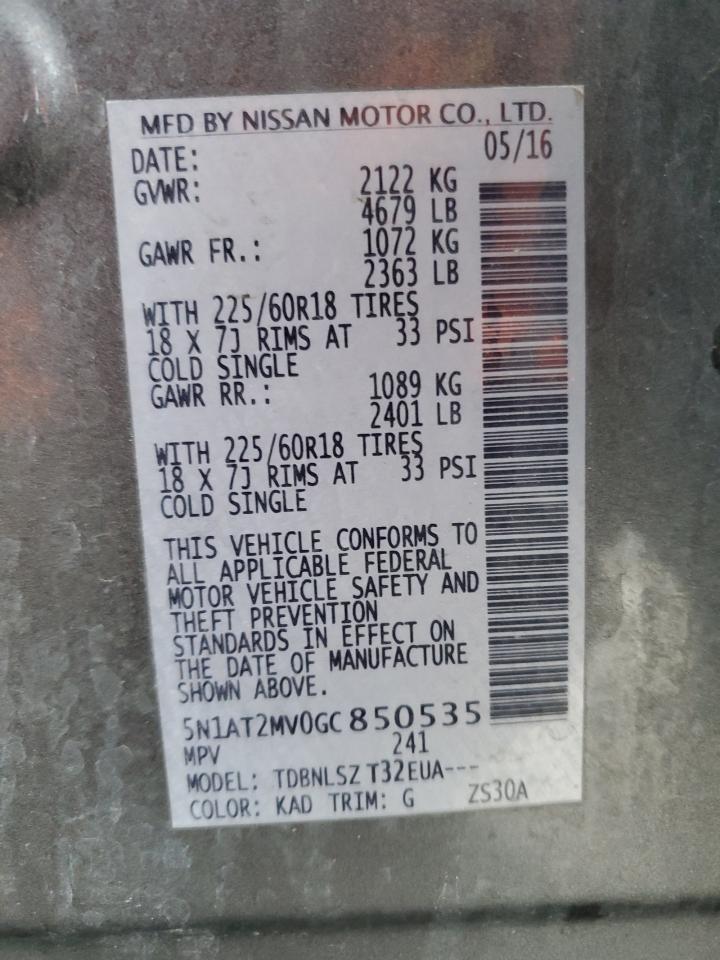 MFD BY NISSAN MOTOR CO., LTD.
DATE: 05/16
GVWR: 2122 KG
4679 LB
GAWR FR.: 1072 KG
2363 LB
WITH 225/60R18 TIRES
18 X 7J RIMS AT 33 PSI
COLD SINGLE
GAWR RR.: 1089 KG
2401 LB
WITH 225/60R18 TIRES
18 X 7J RIMS AT 33 PSI
COLD SINGLE
THIS VEHICLE CONFORMS TO
ALL APPLICABLE FEDERAL
MOTOR VEHICLE SAFETY AND
THEFT PREVENTION
STANDARDS IN EFFECT ON
THE DATE OF MANUFACTURE
SHOWN ABOVE.
5N1AT2MV0GC850535
MPV 241
MODEL: TDBNLSZ T32EUA---
COLOR: KAD TRIM: G ZS30A